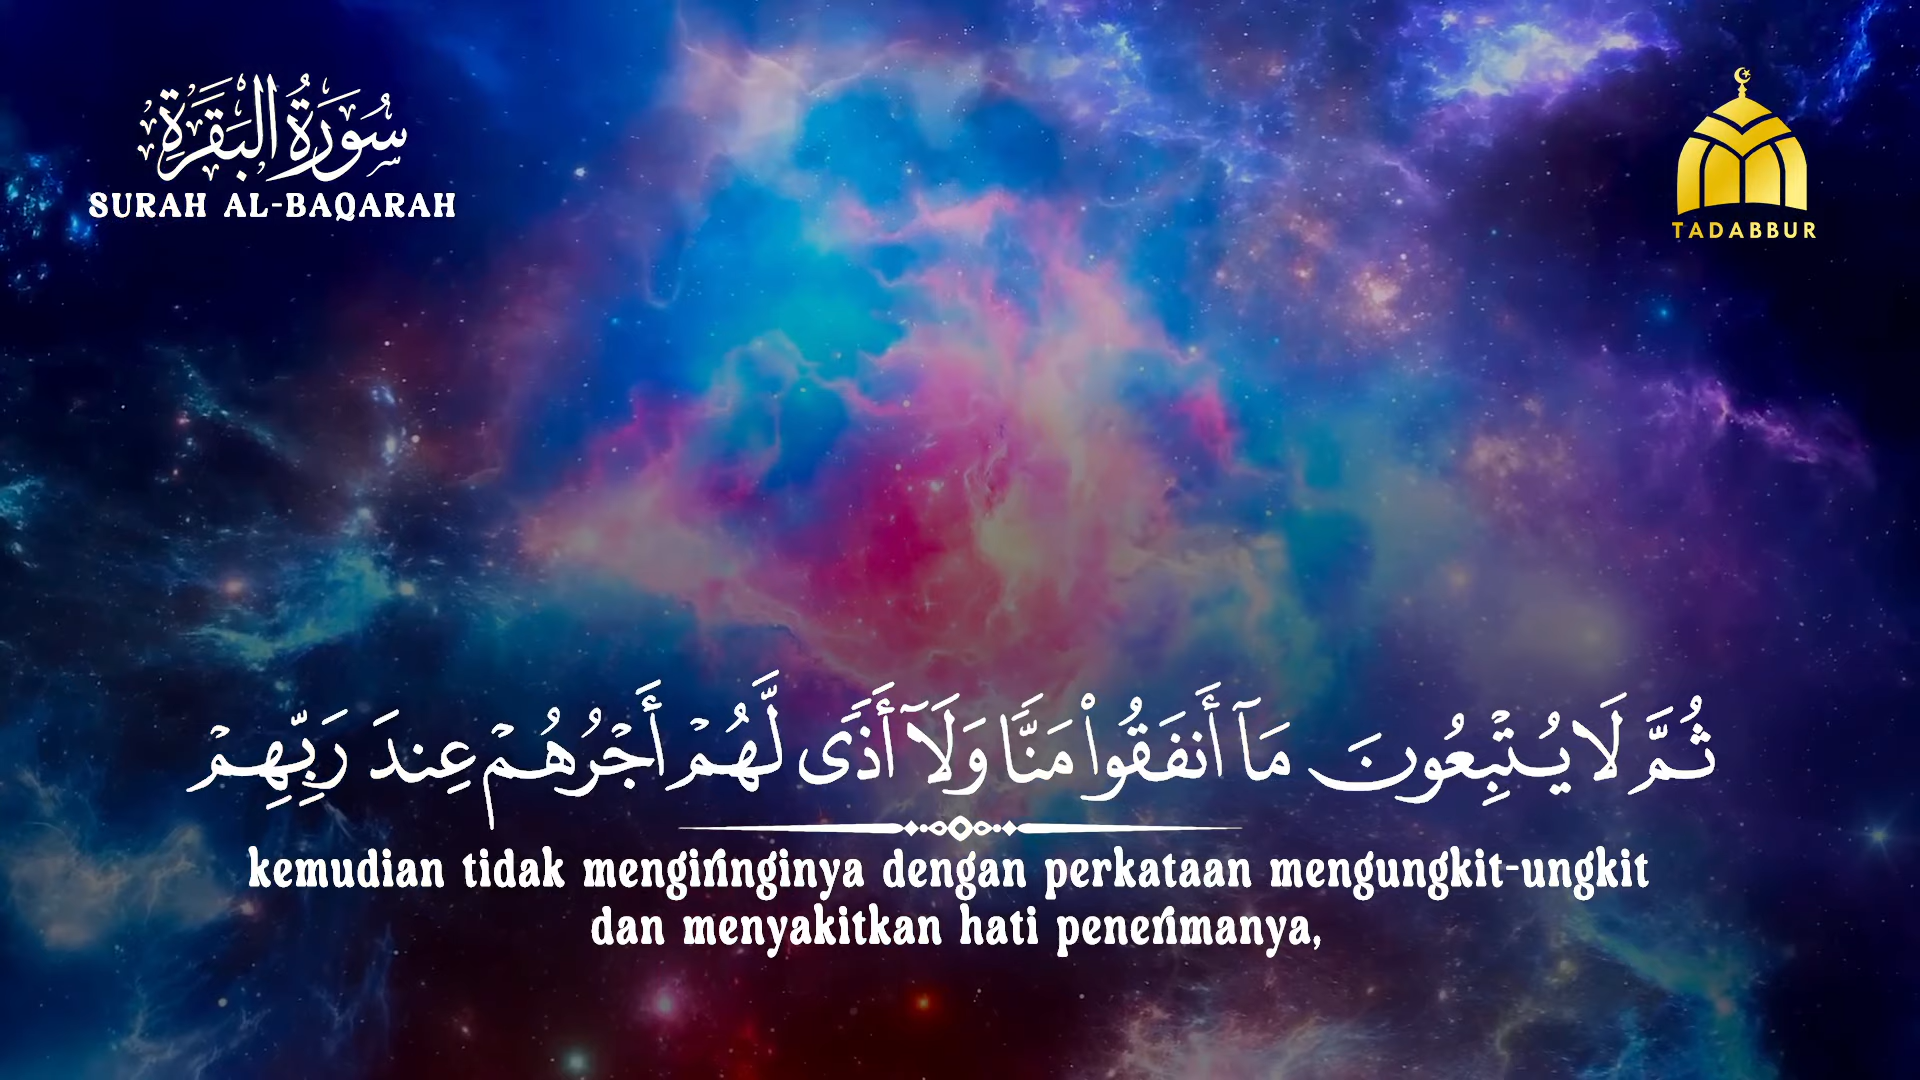 سُورَةُ البَقَرَةِ
SURAH AL-BAQARAH
TADABBUR
ثُمَّ لَا يُتْبِعُونَ مَآ أَنفَقُوا۟ مَنًّا وَلَآ أَذًى لَّهُمْ أَجْرُهُمْ عِندَ رَبِّهِمْ
kemudian tidak mengiringinya dengan perkataan mengungkit-ungkit
dan menyakitkan hati penerimanya,